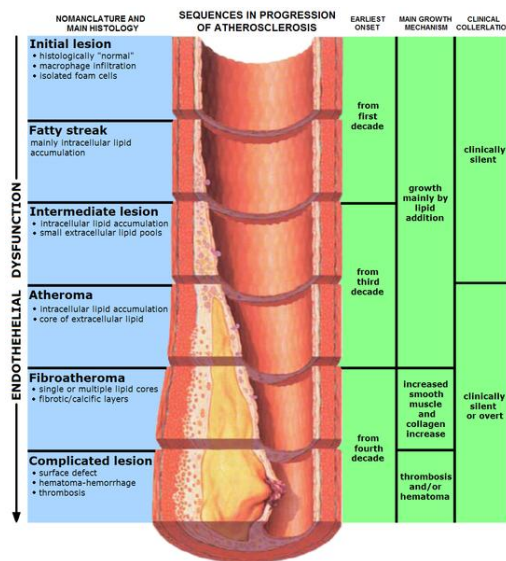 NOMANCLATURE AND
MAIN HISTOLOGY
SEQUENCES IN PROGRESSION
OF ATHEROSCLEROSIS
EARLIEST
ONSET
MAIN GROWTH
MECHANISM
CLINICAL
COLLERLATION
Initial lesion
• histologically "normal"
• macrophage infiltration
• isolated foam cells
Fatty streak
mainly intracellular lipid
accumulation
Intermediate lesion
• intracellular lipid accumulation
• small extracellular lipid pools
Atheroma
• intracellular lipid accumulation
• core of extracellular lipid
Fibroatheroma
• single or multiple lipid cores
• fibrotic/calcific layers
Complicated lesion
• surface defect
• hematoma-hemorrhage
• thrombosis
ENDOTHEHELIAL DYSFUNCTION
from first
decade
from third
decade
from fourth
decade
growth
mainly by
lipid
addition
increased
smooth
muscle
and
collagen
increase
thrombosis
and/or
hematoma
clinically
silent
clinically
silent
or overt